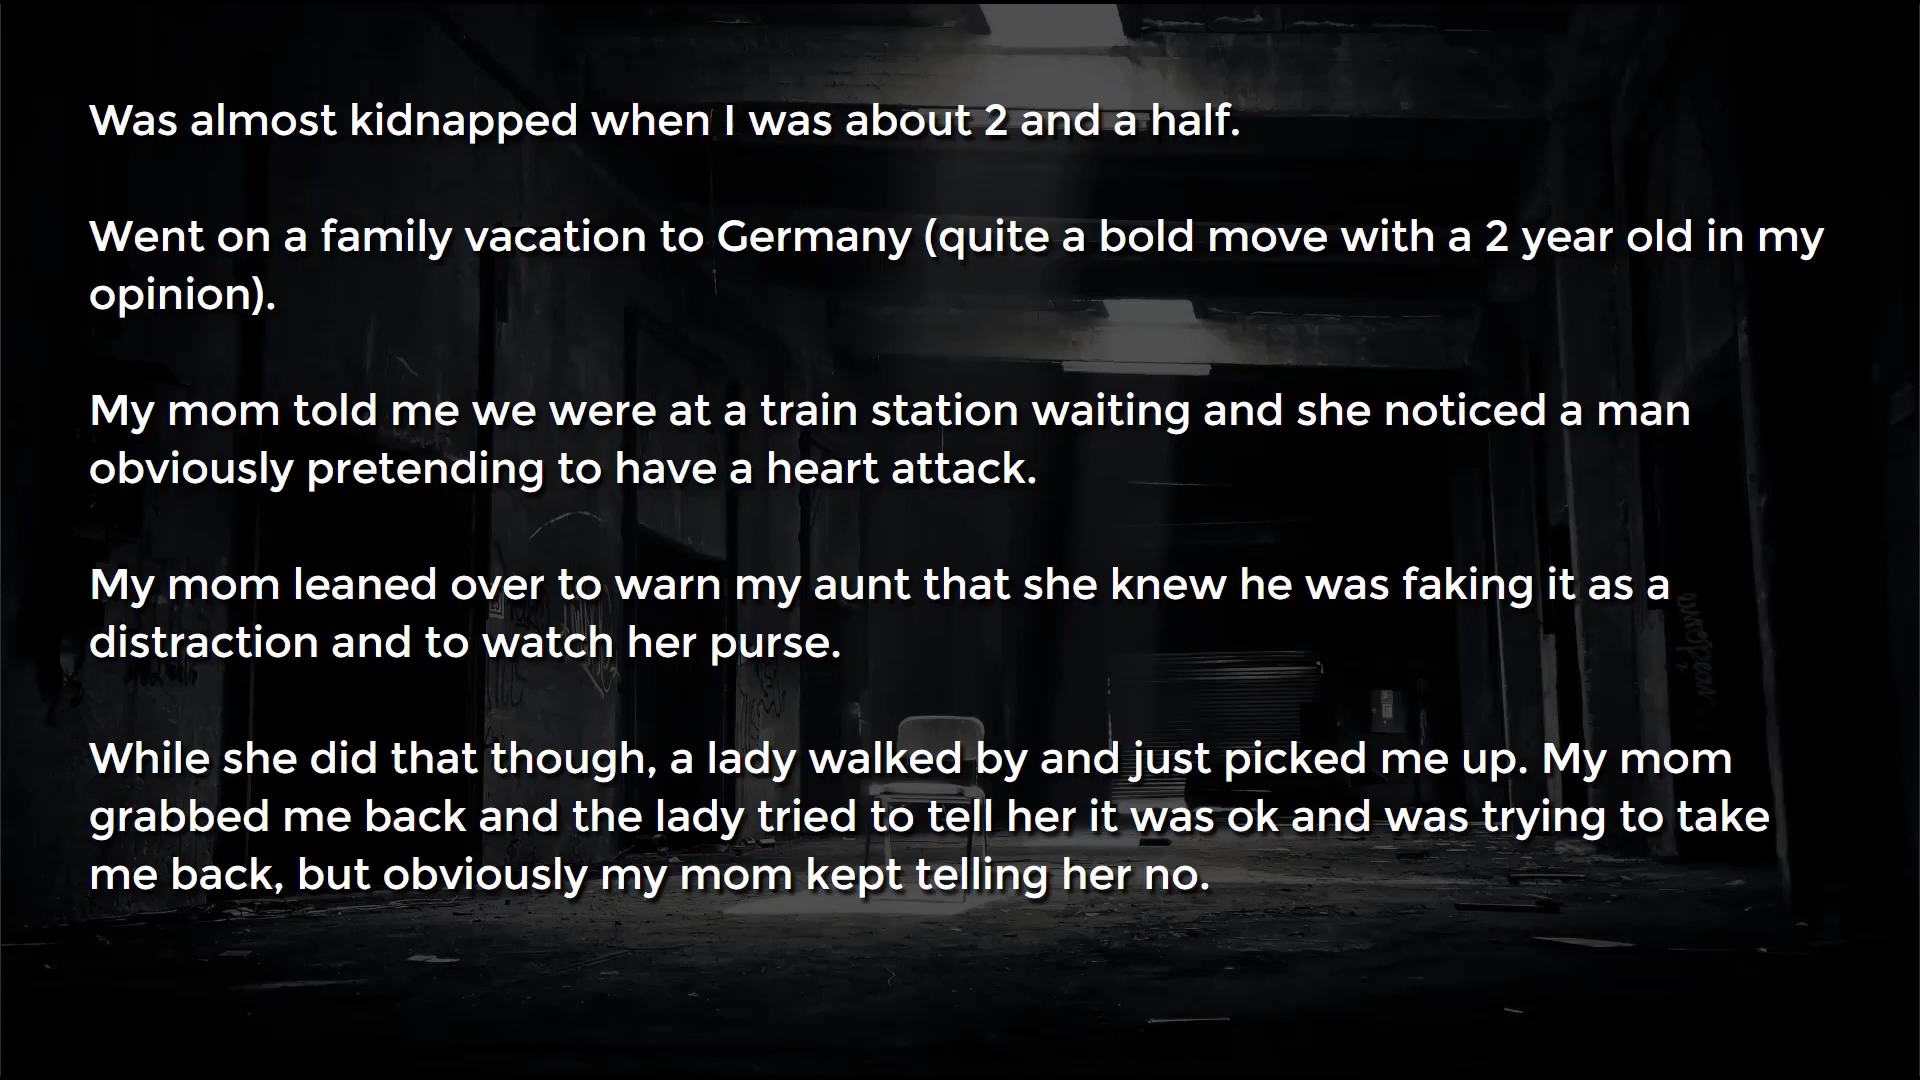 Was almost kidnapped when I was about 2 and a half.
Went on a family vacation to Germany (quite a bold move with a 2 year old in my
opinion).
My mom told me we were at a train station waiting and she noticed a man
obviously pretending to have a heart attack.
My mom leaned over to warn my aunt that she knew he was faking it as a
distraction and to watch her purse.
While she did that though, a lady walked by and just picked me up. My mom
grabbed me back and the lady tried to tell her it was ok and was trying to take
me back, but obviously my mom kept telling her no.